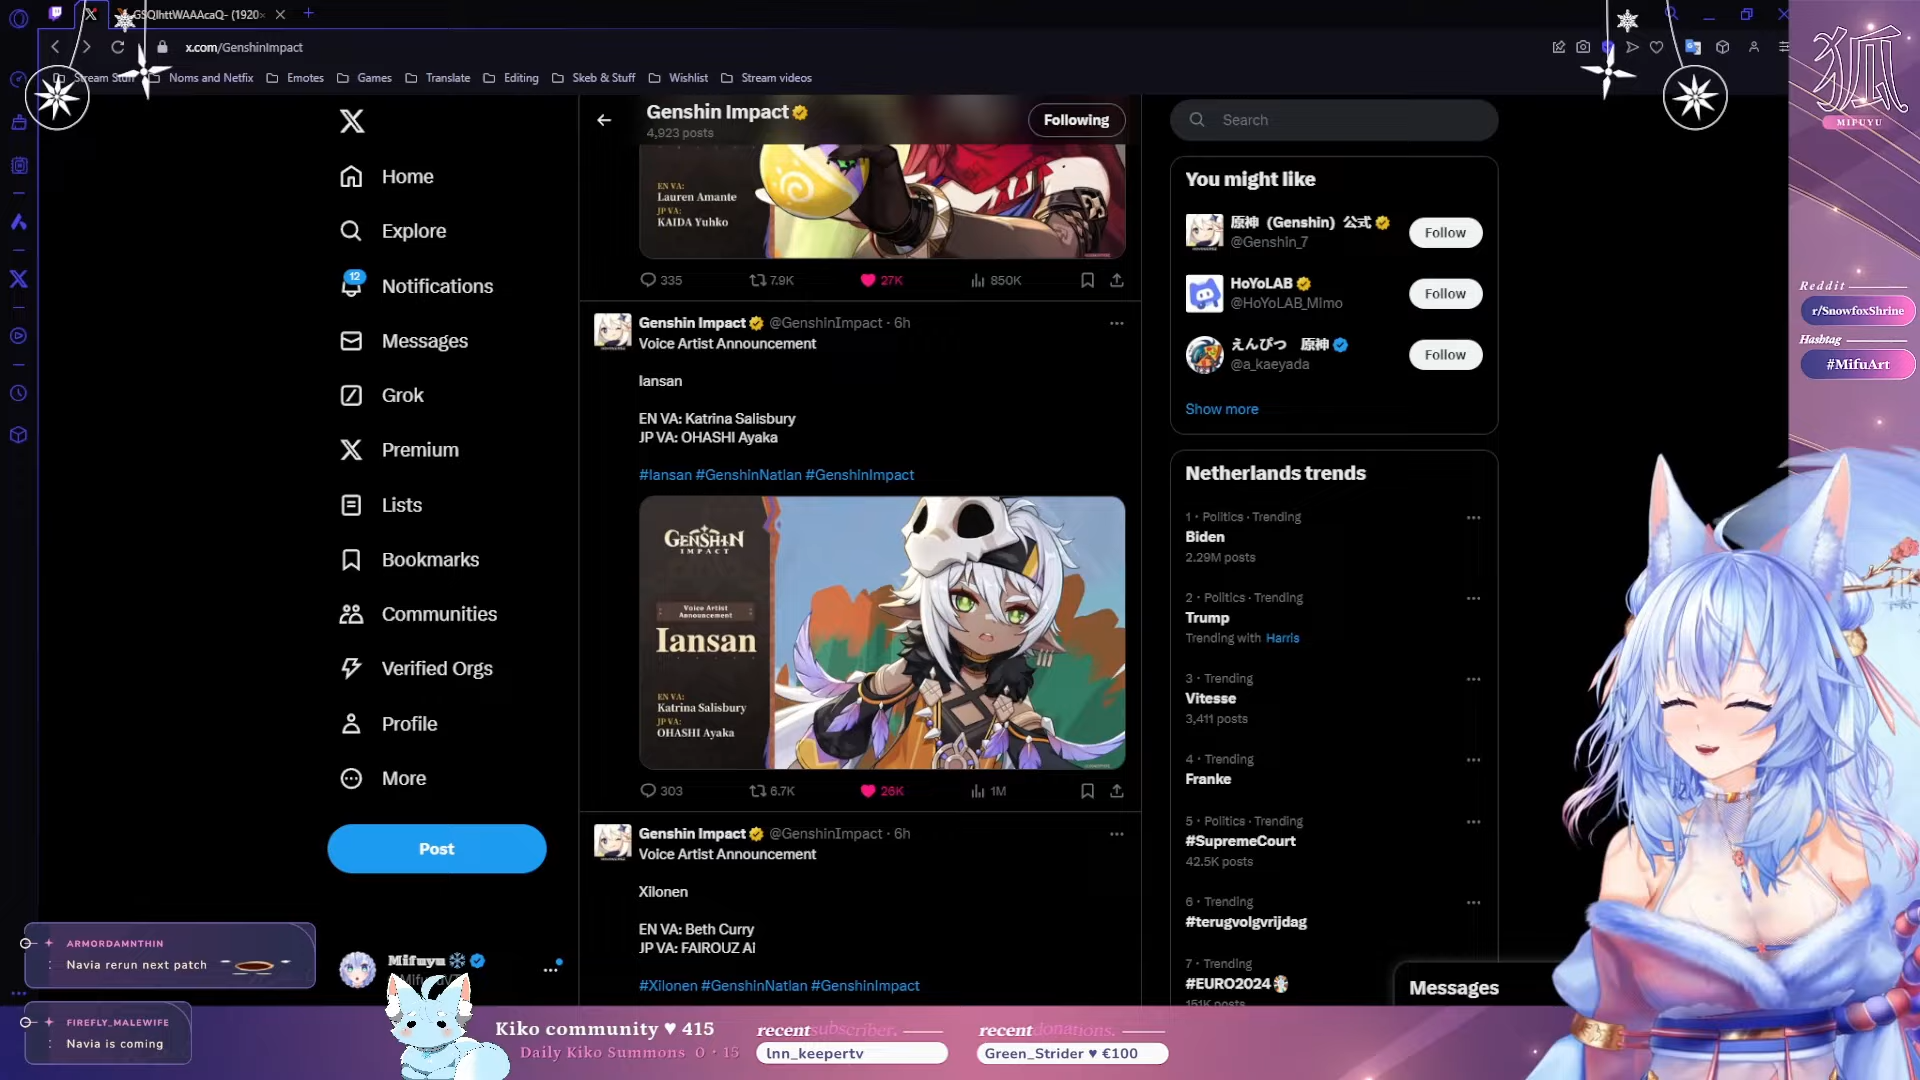 GSQIhttWAAAcaQ- (1920×
x.com/GenshinImpact
Stream Stuff
Noms and Netfix
Emotes
Games
Translate
Editing
Skeb & Stuff
Wishlist
Stream videos
狐
MIFUYU
Home
Explore
12
Notifications
Messages
Grok
Premium
Lists
Bookmarks
Communities
Verified Orgs
Profile
More
Post
Mifuyu
Genshin Impact
4,923 posts
Following
EN VA:
Lauren Amante
JP VA:
KAIDA Yuhko
335
7.9K
27K
850K
Genshin Impact @GenshinImpact · 6h
Voice Artist Announcement
Iansan
EN VA: Katrina Salisbury
JP VA: OHASHI Ayaka
#Iansan #GenshinNatlan #GenshinImpact
GENSHIN
IMPACT
Voice Artist
Announcement
Iansan
EN VA:
Katrina Salisbury
JP VA:
OHASHI Ayaka
303
6.7K
26K
1M
Genshin Impact @GenshinImpact · 6h
Voice Artist Announcement
Xilonen
EN VA: Beth Curry
JP VA: FAIROUZ Ai
#Xilonen #GenshinNatlan #GenshinImpact
Search
You might like
原神（Genshin）公式
@Genshin_7
Follow
HoYoLAB
@HoYoLAB_Mimo
Follow
えんぴつ 原神
@a_kaeyada
Follow
Show more
Netherlands trends
1 · Politics · Trending
Biden
2.29M posts
2 · Politics · Trending
Trump
Trending with Harris
3 · Trending
Vitesse
3,411 posts
4 · Trending
Franke
5 · Politics · Trending
#SupremeCourt
42.5K posts
6 · Trending
#terugvolgvrijdag
7 · Trending
#EURO2024
151K posts
Messages
Reddit
r/SnowfoxShrine
Hashtag
#MifuArt
ARMORDAMNTHIN
Navia rerun next patch
FIREFLY_MALEWIFE
Navia is coming
Kiko community ♥ 415
Daily Kiko Summons 0 · 15
recent subscriber.
lnn_keepertv
recent donations.
Green_Strider ♥ €100